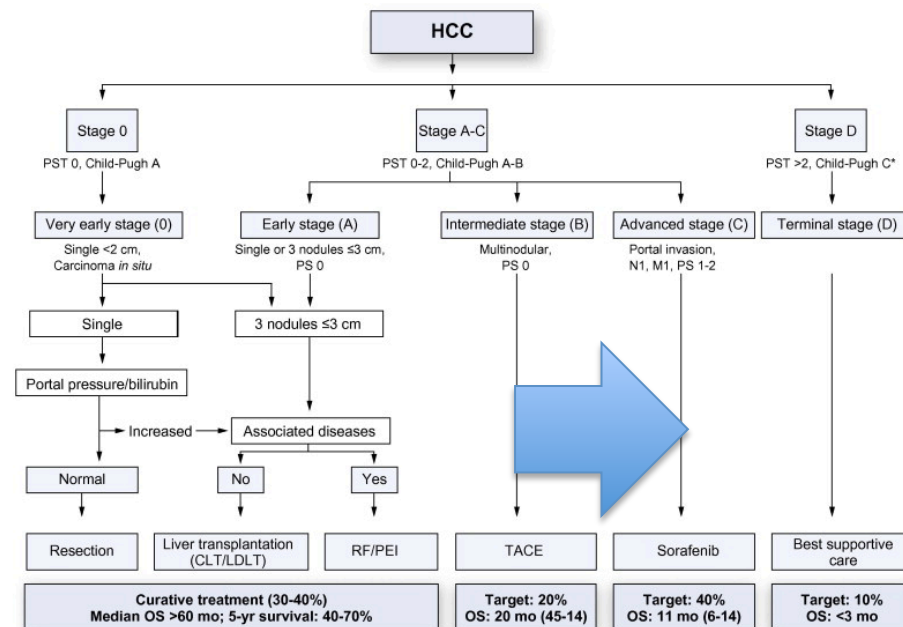 HCC
Stage 0
Stage A-C
Stage D
PST 0, Child-Pugh A
PST 0-2, Child-Pugh A-B
PST >2, Child-Pugh C*
Very early stage (0)
Early stage (A)
Intermediate stage (B)
Advanced stage (C)
Terminal stage (D)
Single <2 cm,
Carcinoma in situ
Single or 3 nodules ≤3 cm,
PS 0
Multinodular,
PS 0
Portal invasion,
N1, M1, PS 1-2
Single
3 nodules ≤3 cm
Portal pressure/bilirubin
Increased
Associated diseases
Normal
No
Yes
Resection
Liver transplantation
(CLT/LDLT)
RF/PEI
TACE
Sorafenib
Best supportive
care
Curative treatment (30-40%)
Median OS >60 mo; 5-yr survival: 40-70%
Target: 20%
OS: 20 mo (45-14)
Target: 40%
OS: 11 mo (6-14)
Target: 10%
OS: <3 mo